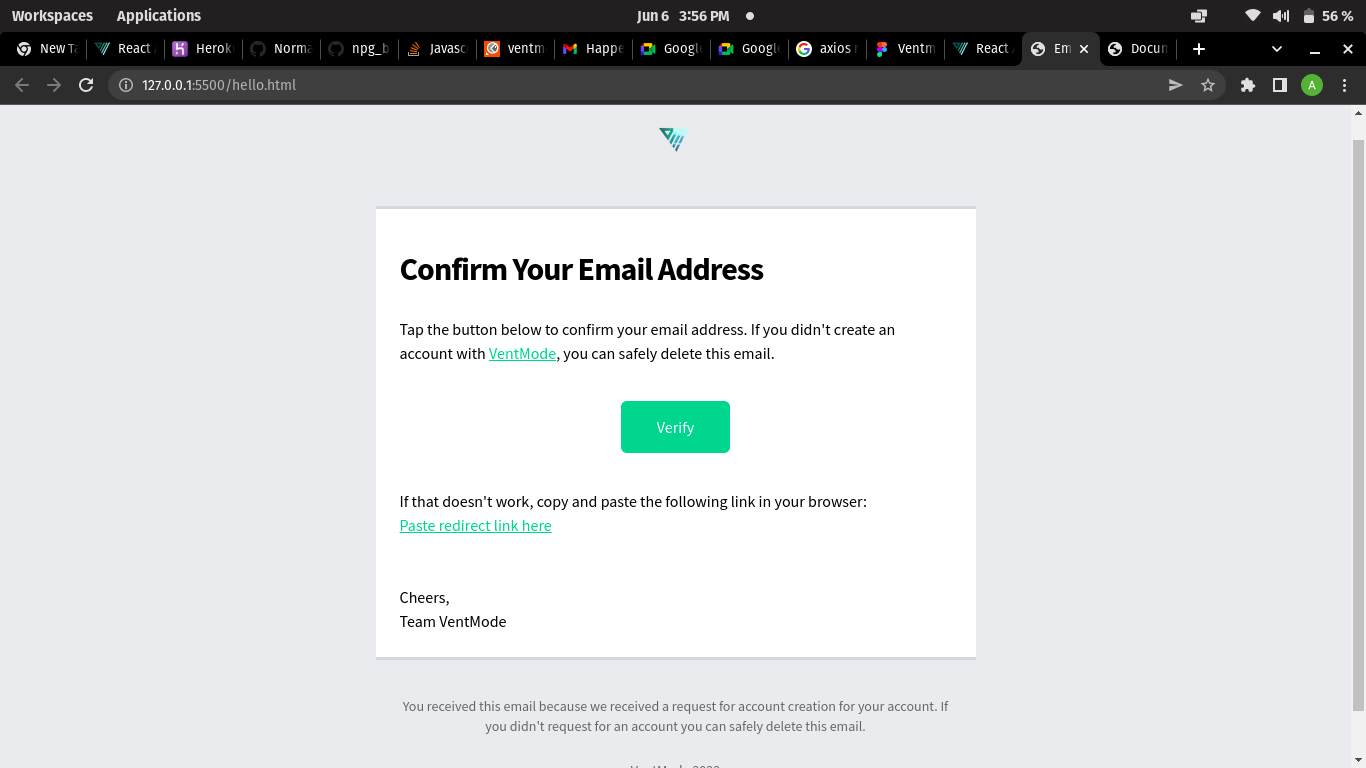 Workspaces Applications Jun 6 3:56 PM 56 %
New Ta React Herok Norma npg_b Javasc ventm Happe Google Google axios Ventm React Em Docun
127.0.0.1:5500/hello.html A
Confirm Your Email Address
Tap the button below to confirm your email address. If you didn't create an
account with VentMode, you can safely delete this email.
Verify
If that doesn't work, copy and paste the following link in your browser:
Paste redirect link here
Cheers,
Team VentMode
You received this email because we received a request for account creation for your account. If
you didn't request for an account you can safely delete this email.